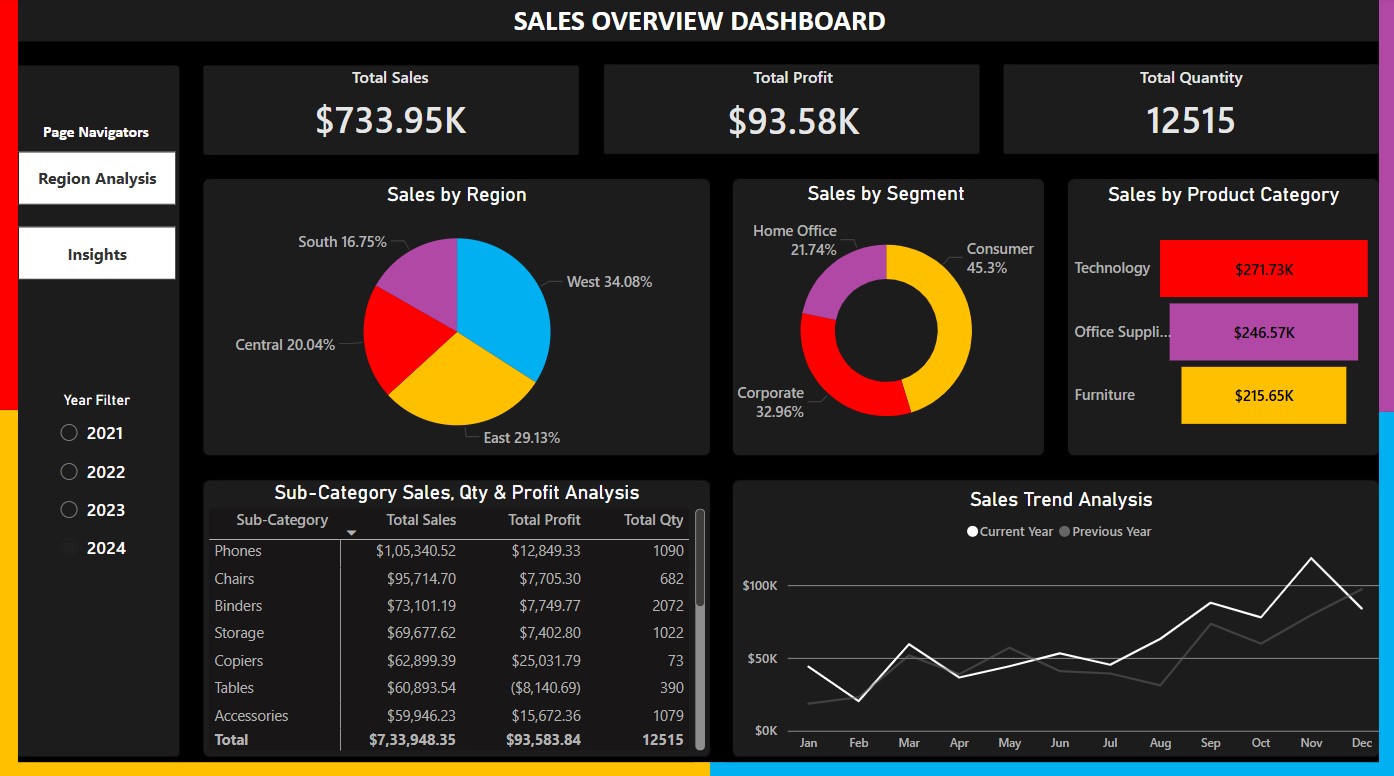 SALES OVERVIEW DASHBOARD
Page Navigators
Region Analysis
Insights
Year Filter
2021
2022
2023
2024
Total Sales
$733.95K
Total Profit
$93.58K
Total Quantity
12515
Sales by Region
South 16.75%
West 34.08%
Central 20.04%
East 29.13%
Sales by Segment
Home Office
21.74%
Consumer
45.3%
Corporate
32.96%
Sales by Product Category
Technology $271.73K
Office Suppli... $246.57K
Furniture $215.65K
Sub-Category Sales, Qty & Profit Analysis
Sub-Category Total Sales Total Profit Total Qty
Phones $1,05,340.52 $12,849.33 1090
Chairs $95,714.70 $7,705.30 682
Binders $73,101.19 $7,749.77 2072
Storage $69,677.62 $7,402.80 1022
Copiers $62,899.39 $25,031.79 73
Tables $60,893.54 ($8,140.69) 390
Accessories $59,946.23 $15,672.36 1079
Total $7,33,948.35 $93,583.84 12515
Sales Trend Analysis
Current Year Previous Year
$100K
$50K
$0K
Jan Feb Mar Apr May Jun Jul Aug Sep Oct Nov Dec